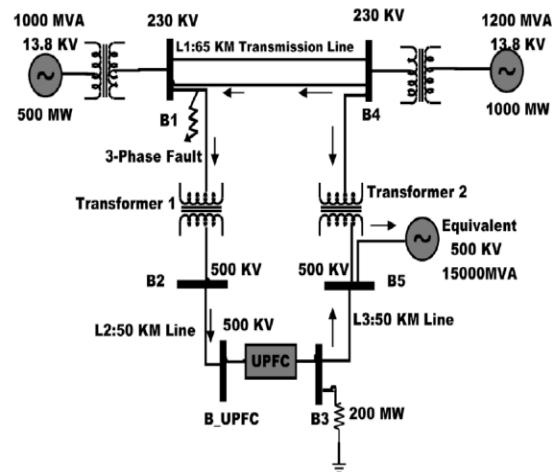 1000 MVA
13.8 KV
500 MW
230 KV
L1:65 KM Transmission Line
230 KV
1200 MVA
13.8 KV
1000 MW
B1
B4
3-Phase Fault
Transformer 1
Transformer 2
Equivalent
500 KV
15000MVA
B2
500 KV
500 KV
B5
L2:50 KM Line
500 KV
L3:50 KM Line
UPFC
B_UPFC
B3
200 MW